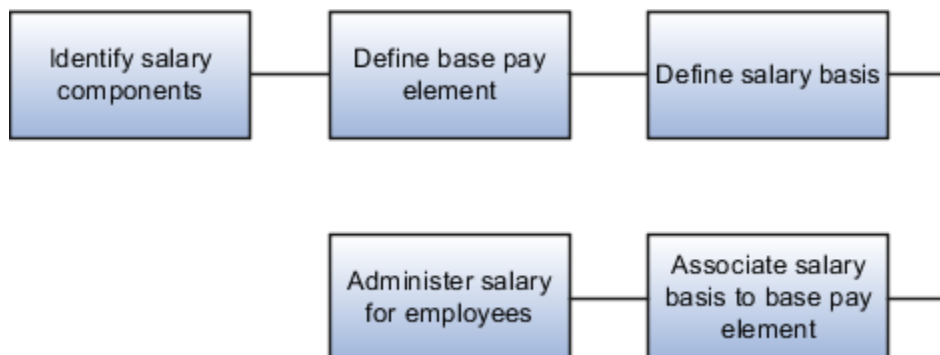 Identify salary
components
Define base pay
element
Define salary basis
Administer salary
for employees
Associate salary
basis to base pay
element